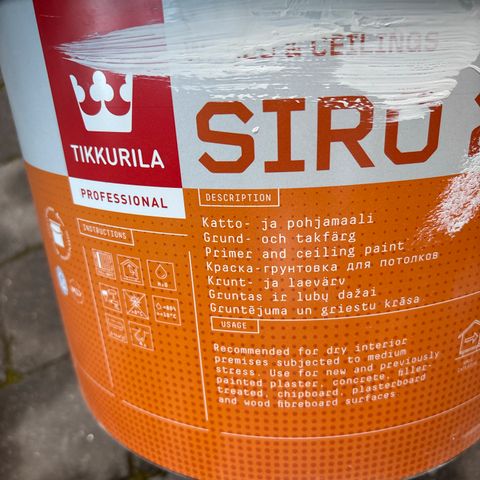 & CEILINGS
SIRO
TIKKURILA
PROFESSIONAL
INSTRUCTIONS
DESCRIPTION
Katto- ja pohjamaali
Grund- och takfärg
Primer and ceiling paint
Краска-грунтовка для потолков
Krunt- ja laevärv
Gruntas ir lubų dažai
Gruntējuma un griestu krāsa
USAGE
Recommended for dry interior
premises subjected to medium
stress. Use for new and previously
painted plaster, concrete, filler-
treated, chipboard, plasterboard
and wood fibreboard surfaces.